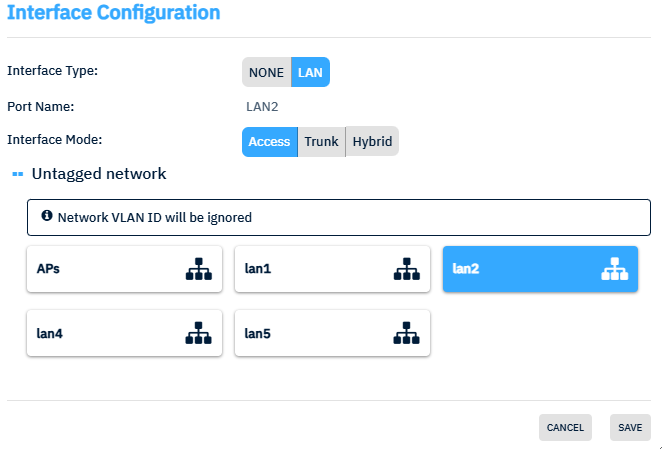 Interface Configuration
Interface Type: NONE LAN
Port Name: LAN2
Interface Mode: Access Trunk Hybrid
Untagged network
Network VLAN ID will be ignored
APs lan1 lan2
lan4 lan5
CANCEL SAVE